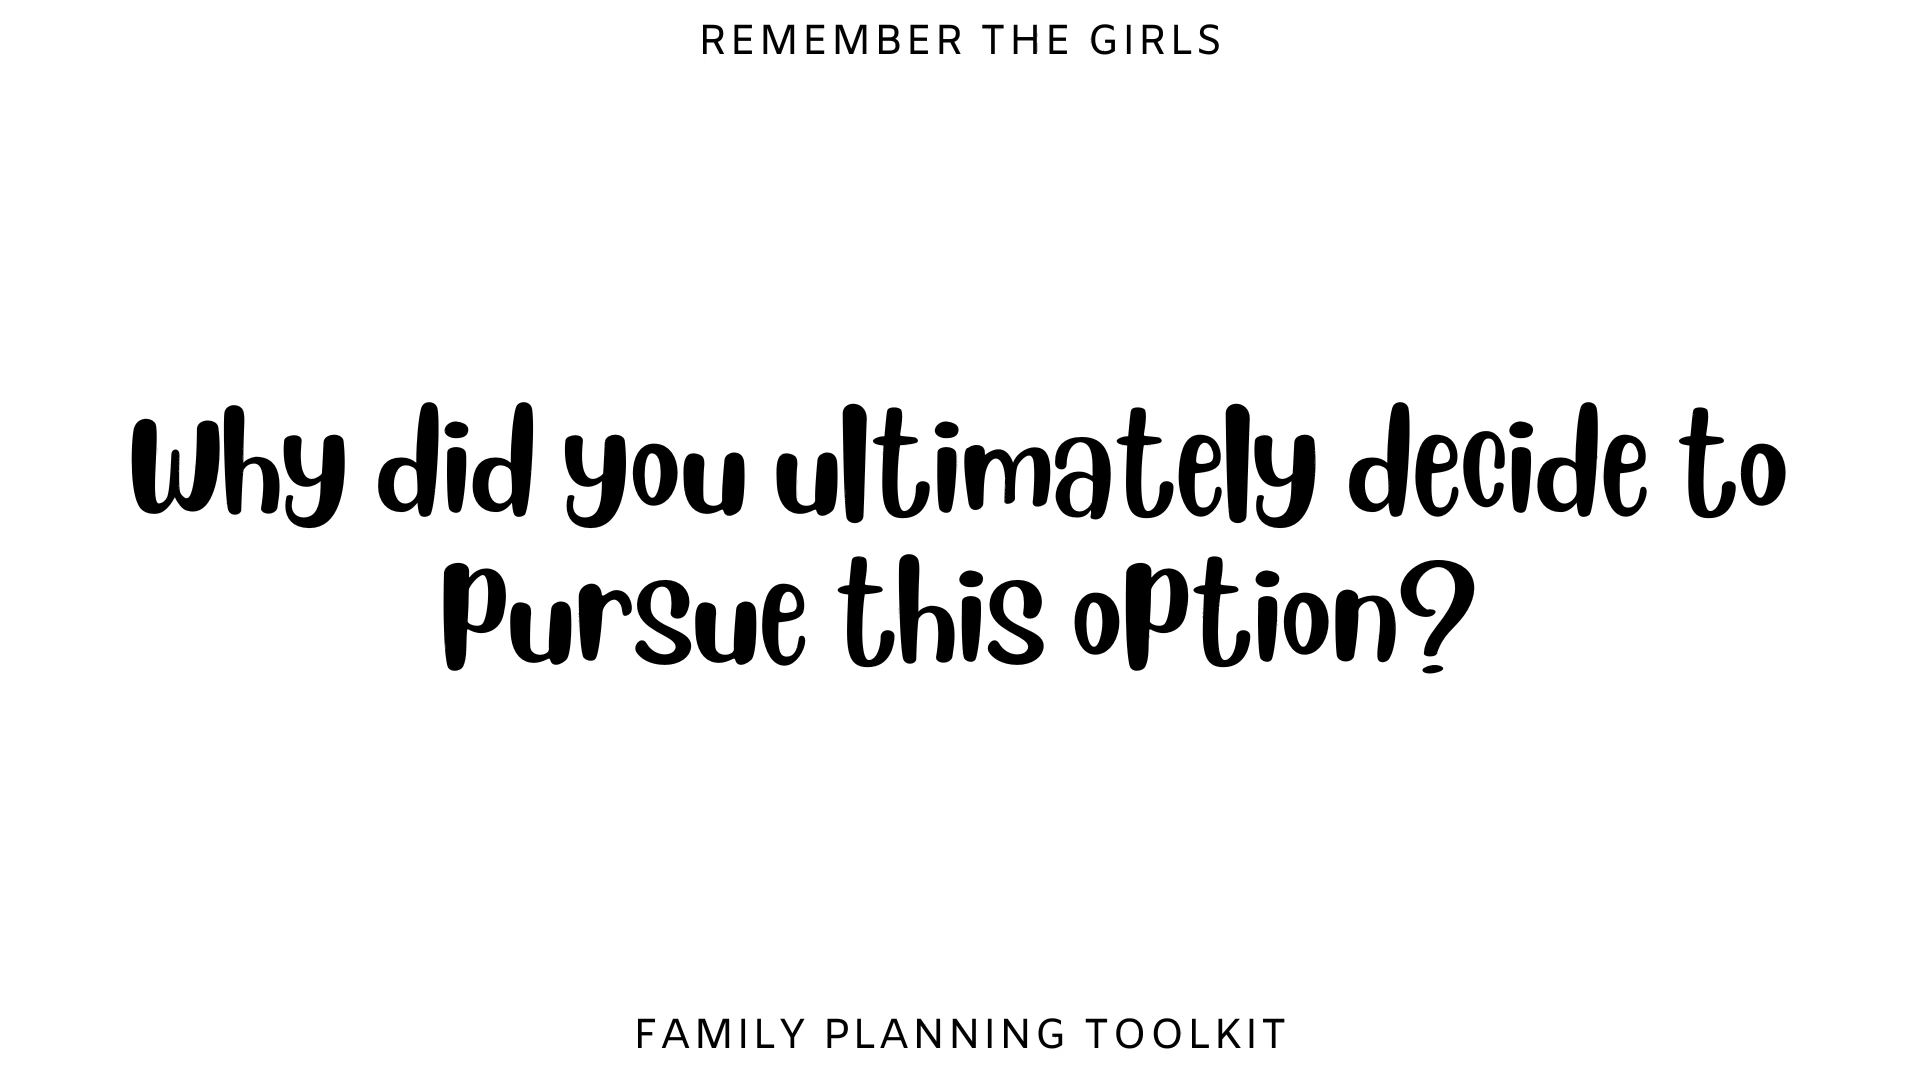 REMEMBER THE GIRLS
Why did you ultimately decide to
pursue this option?
FAMILY PLANNING TOOLKIT